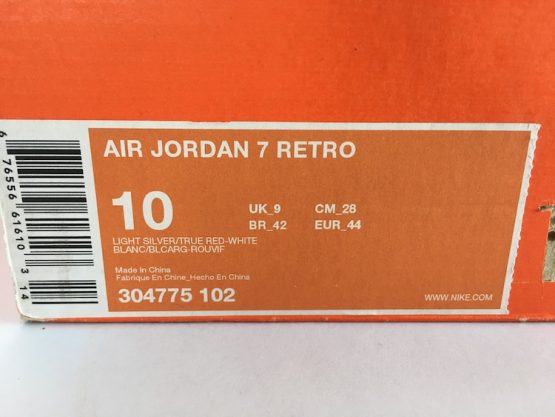 AIR JORDAN 7 RETRO
10
UK_9 CM_28
BR_42 EUR_44
LIGHT SILVER/TRUE RED-WHITE
BLANC/BLCARG-ROUVIF
Made in China
Fabrique En Chine_Hecho En China
304775 102
WWW.NIKE.COM
6 76556 61610 3 14